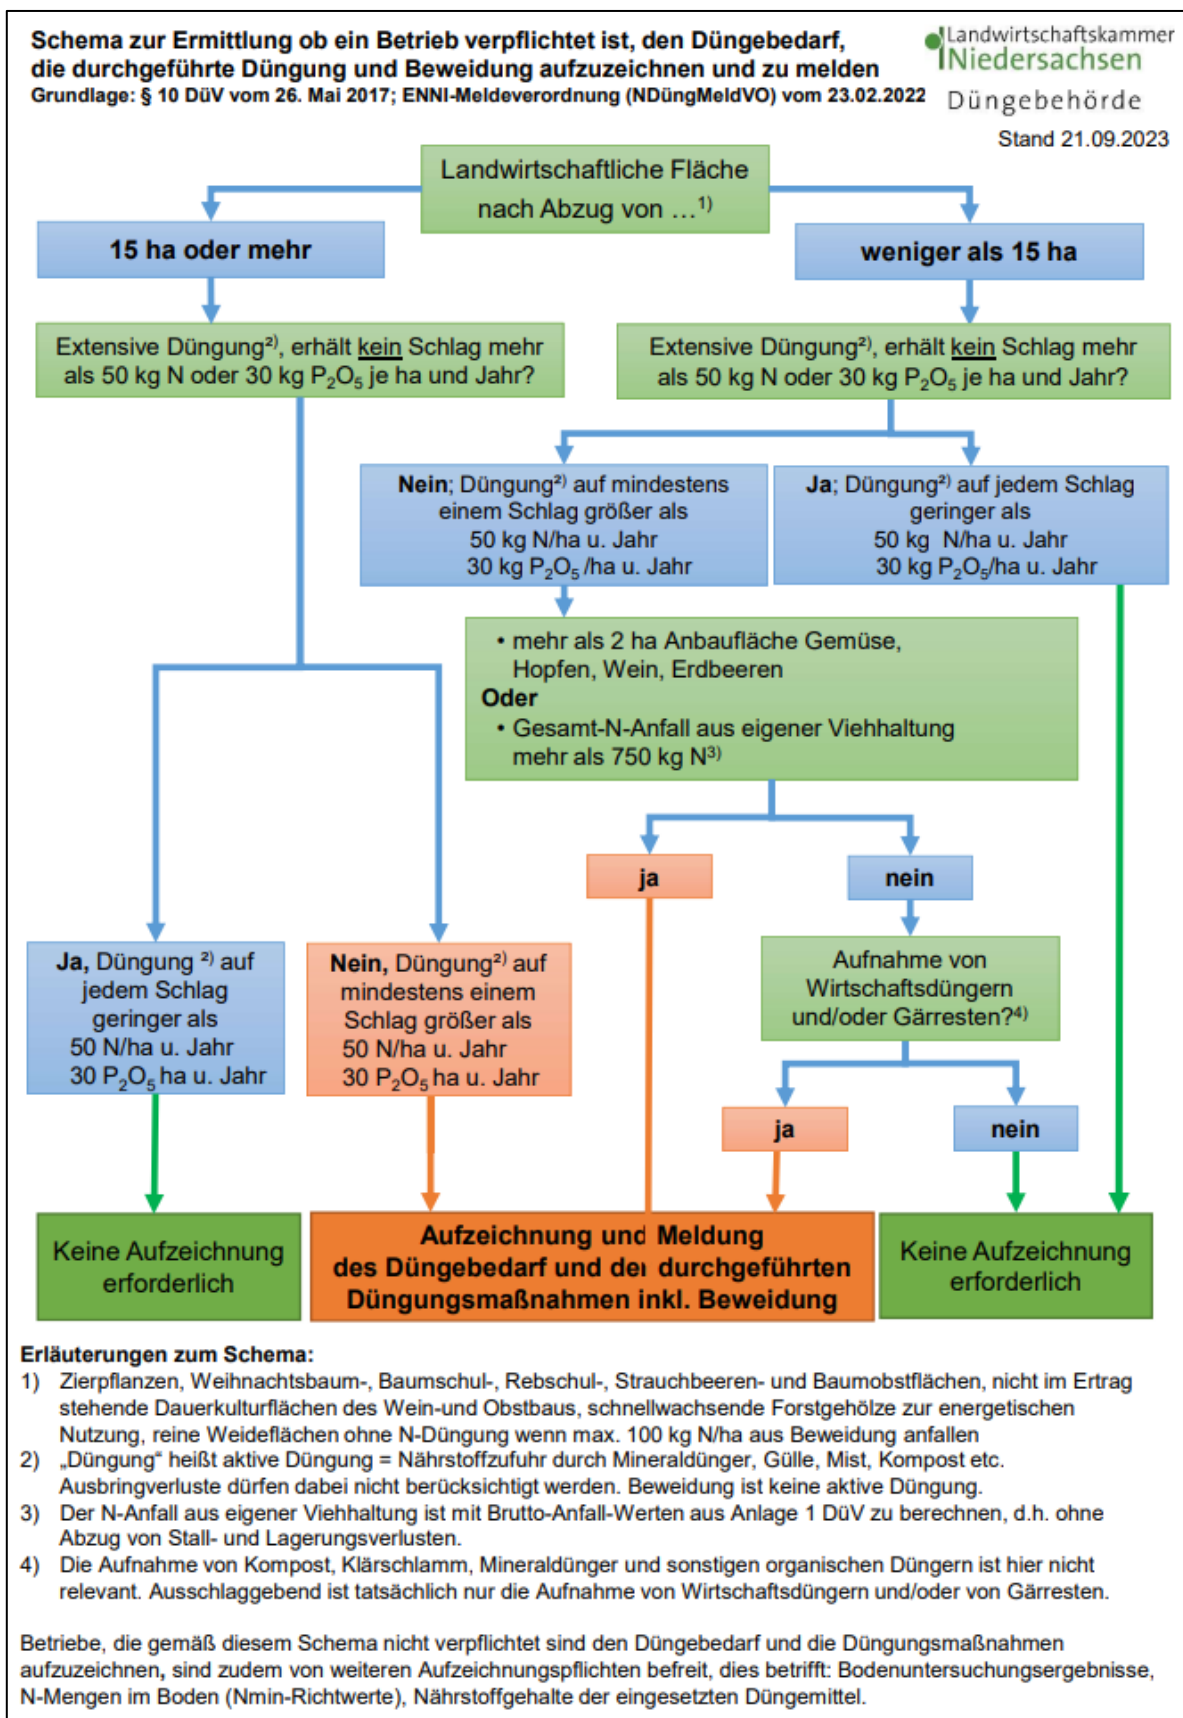 Schema zur Ermittlung ob ein Betrieb verpflichtet ist, den Düngebedarf,
die durchgeführte Düngung und Beweidung aufzuzeichnen und zu melden
Grundlage: § 10 DüV vom 26. Mai 2017; ENNI-Meldeverordnung (NDüngMeldVO) vom 23.02.2022
Landwirtschaftskammer
Niedersachsen
Düngebehörde
Stand 21.09.2023
Landwirtschaftliche Fläche
nach Abzug von …1)
15 ha oder mehr
weniger als 15 ha
Extensive Düngung²⁾, erhält kein Schlag mehr
als 50 kg N oder 30 kg P₂O₅ je ha und Jahr?
Extensive Düngung²⁾, erhält kein Schlag mehr
als 50 kg N oder 30 kg P₂O₅ je ha und Jahr?
Nein; Düngung²⁾ auf mindestens
einem Schlag größer als
50 kg N/ha u. Jahr
30 kg P₂O₅ /ha u. Jahr
Ja; Düngung²⁾ auf jedem Schlag
geringer als
50 kg N/ha u. Jahr
30 kg P₂O₅/ha u. Jahr
• mehr als 2 ha Anbaufläche Gemüse,
Hopfen, Wein, Erdbeeren
Oder
• Gesamt-N-Anfall aus eigener Viehhaltung
mehr als 750 kg N³⁾
ja
nein
Ja, Düngung ²⁾ auf
jedem Schlag
geringer als
50 N/ha u. Jahr
30 P₂O₅ ha u. Jahr
Nein, Düngung²⁾ auf
mindestens einem
Schlag größer als
50 N/ha u. Jahr
30 P₂O₅ ha u. Jahr
Aufnahme von
Wirtschaftsdüngern
und/oder Gärresten?⁴⁾
ja
nein
Keine Aufzeichnung
erforderlich
Aufzeichnung und Meldung
des Düngebedarf und der durchgeführten
Düngungsmaßnahmen inkl. Beweidung
Keine Aufzeichnung
erforderlich
Erläuterungen zum Schema:
1) Zierpflanzen, Weihnachtsbaum-, Baumschul-, Rebschul-, Strauchbeeren- und Baumobstflächen, nicht im Ertrag
stehende Dauerkulturflächen des Wein-und Obstbaus, schnellwachsende Forstgehölze zur energetischen
Nutzung, reine Weideflächen ohne N-Düngung wenn max. 100 kg N/ha aus Beweidung anfallen
2) „Düngung“ heißt aktive Düngung = Nährstoffzufuhr durch Mineraldünger, Gülle, Mist, Kompost etc.
Ausbringverluste dürfen dabei nicht berücksichtigt werden. Beweidung ist keine aktive Düngung.
3) Der N-Anfall aus eigener Viehhaltung ist mit Brutto-Anfall-Werten aus Anlage 1 DüV zu berechnen, d.h. ohne
Abzug von Stall- und Lagerungsverlusten.
4) Die Aufnahme von Kompost, Klärschlamm, Mineraldünger und sonstigen organischen Düngern ist hier nicht
relevant. Ausschlaggebend ist tatsächlich nur die Aufnahme von Wirtschaftsdüngern und/oder von Gärresten.
Betriebe, die gemäß diesem Schema nicht verpflichtet sind den Düngebedarf und die Düngungsmaßnahmen
aufzuzeichnen, sind zudem von weiteren Aufzeichnungspflichten befreit, dies betrifft: Bodenuntersuchungsergebnisse,
N-Mengen im Boden (Nmin-Richtwerte), Nährstoffgehalte der eingesetzten Düngemittel.